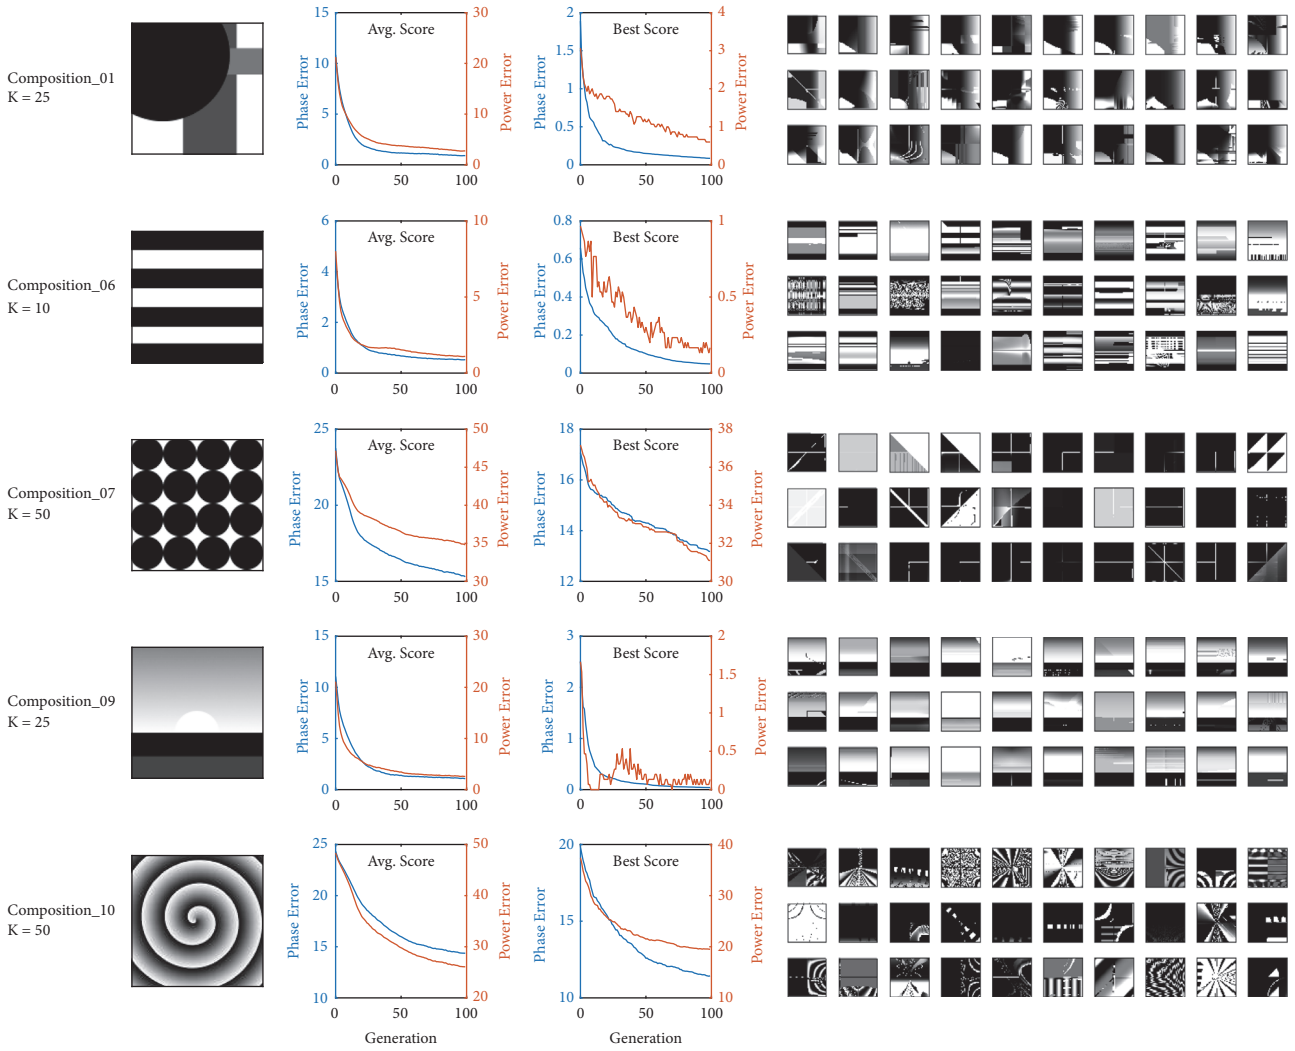 Composition_01
K = 25
Avg. Score
Phase Error
Power Error
15
10
5
0
30
20
10
0
0
50
100
Best Score
Phase Error
Power Error
2
1.5
1
0.5
0
4
3
2
1
0
0
50
100
Composition_06
K = 10
Avg. Score
Phase Error
Power Error
6
4
2
0
10
5
0
0
50
100
Best Score
Phase Error
Power Error
0.8
0.6
0.4
0.2
0
1
0.5
0
0
50
100
Composition_07
K = 50
Avg. Score
Phase Error
Power Error
25
20
15
50
45
40
35
30
0
50
100
Best Score
Phase Error
Power Error
18
16
14
12
38
36
34
32
30
0
50
100
Composition_09
K = 25
Avg. Score
Phase Error
Power Error
15
10
5
0
30
20
10
0
0
50
100
Best Score
Phase Error
Power Error
3
2
1
0
2
1.5
1
0.5
0
0
50
100
Composition_10
K = 50
Avg. Score
Phase Error
Power Error
25
20
15
10
50
40
30
20
0
50
100
Generation
Best Score
Phase Error
Power Error
20
15
10
40
30
20
10
0
50
100
Generation